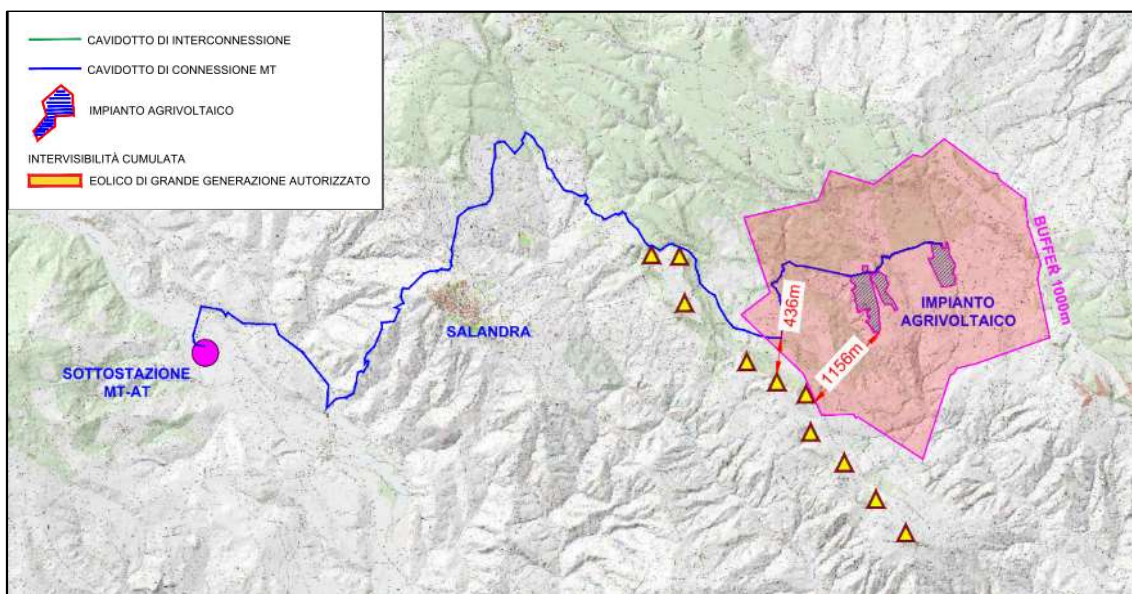 CAVIDOTTO DI INTERCONNESSIONE
CAVIDOTTO DI CONNESSIONE MT
IMPIANTO AGRIVOLTAICO
INTERVISIBILITÀ CUMULATA
EOLICO DI GRANDE GENERAZIONE AUTORIZZATO
BUFFER 1000m
436m
IMPIANTO
AGRIVOLTAICO
SALANDRA
1156m
SOTTOSTAZIONE
MT-AT